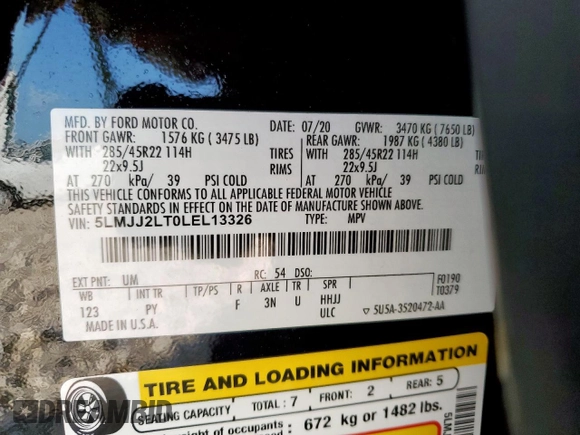 MFD. BY FORD MOTOR CO. DATE: 07/20 GVWR: 3470 KG ( 7650 LB)
FRONT GAWR: 1576 KG ( 3475 LB) REAR GAWR: 1987 KG ( 4380 LB)
WITH 285/45R22 114H TIRES WITH 285/45R22 114H
22x9.5J RIMS 22x9.5J
AT 270 kPa/ 39 PSI COLD AT 270 kPa/ 39 PSI COLD
THIS VEHICLE CONFORMS TO ALL APPLICABLE FEDERAL MOTOR VEHICLE
SAFETY STANDARDS IN EFFECT ON THE DATE OF MANUFACTURE SHOWN ABOVE.
VIN: 5LMJJ2LT0LEL13326 TYPE: MPV
EXT PNT: UM RC: 54 DSO: F0190
WB INT TR TP/PS R AXLE TR SPR T0379
123 PY F 3N U HHJJ
MADE IN U.S.A. ULC 5U5A-3520472-AA
TIRE AND LOADING INFORMATION
SEATING CAPACITY TOTAL: 7 FRONT: 2 REAR: 5
: 672 kg or 1482 lbs.
5LM
DREAMBID